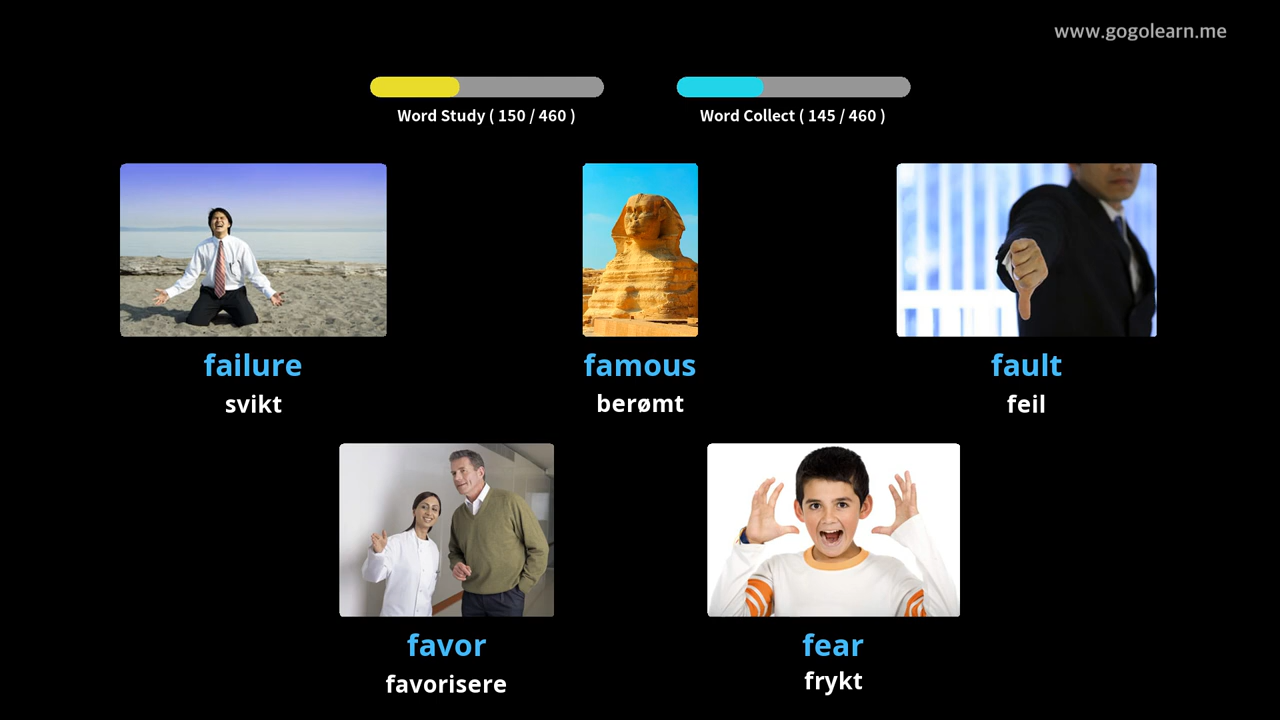 www.gogolearn.me
Word Study ( 150 / 460 )
Word Collect ( 145 / 460 )
failure
svikt
famous
berømt
fault
feil
favor
favorisere
fear
frykt